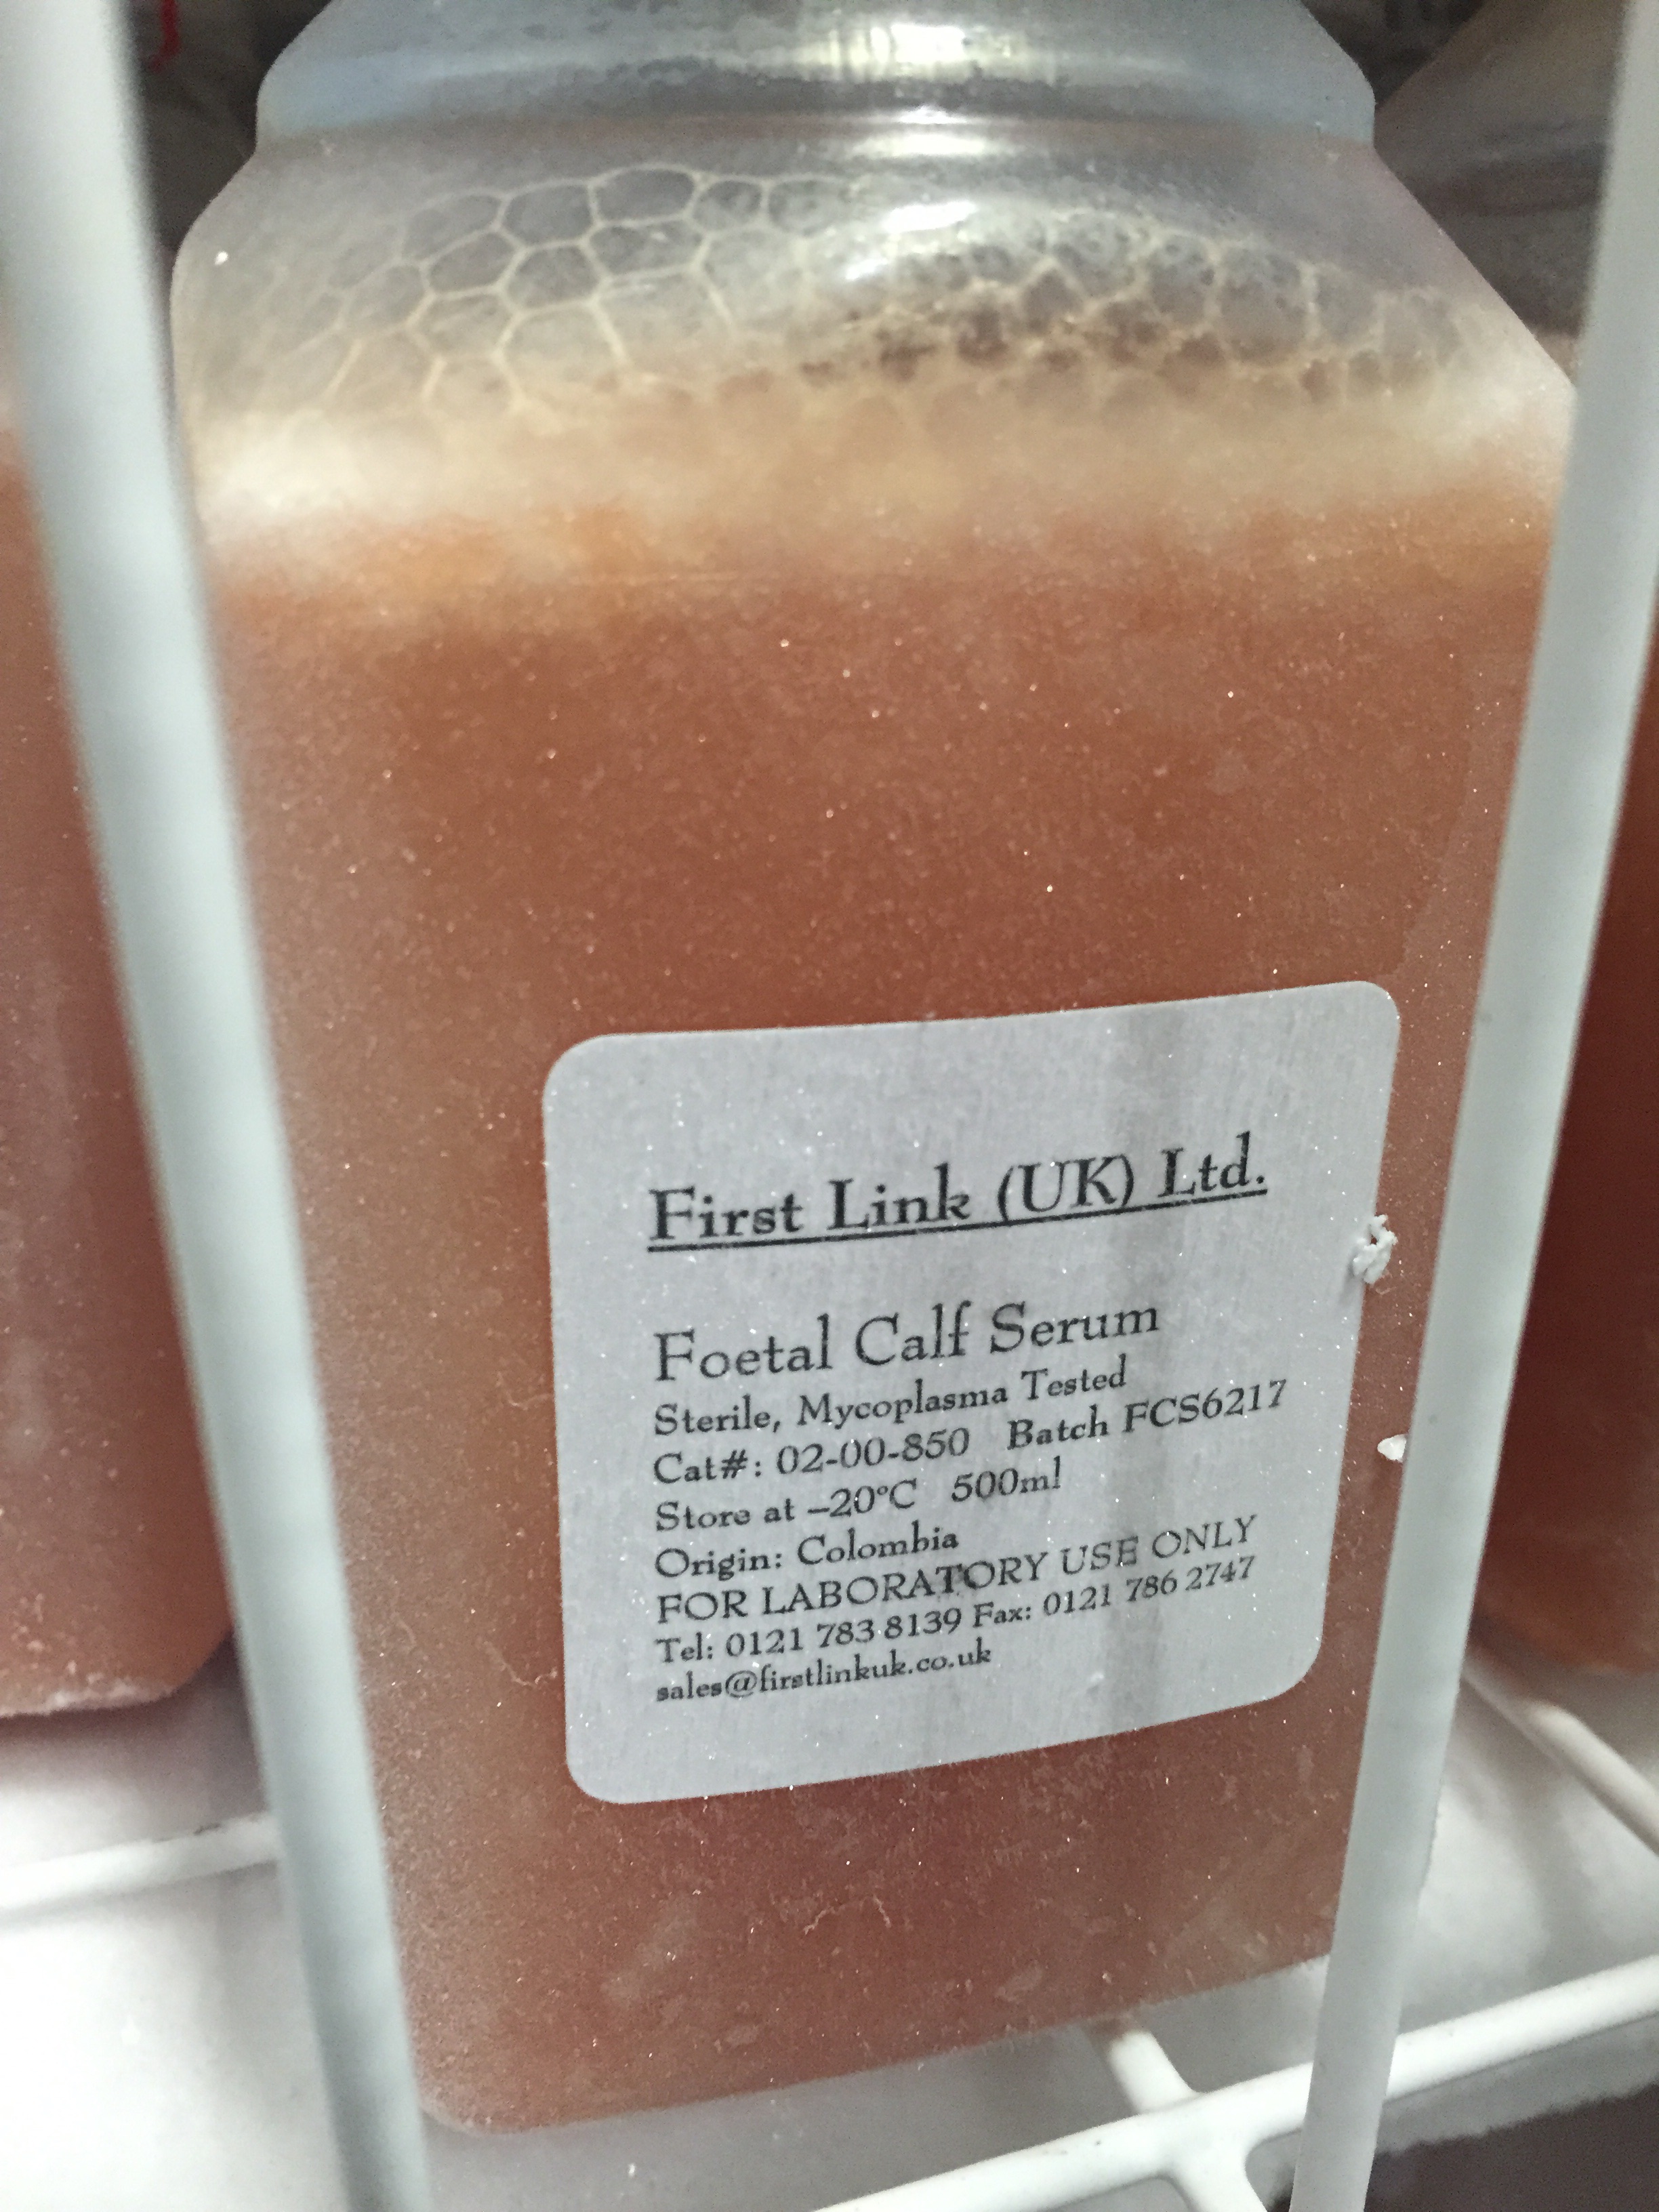 First Link (UK) Ltd.
Foetal Calf Serum
Sterile, Mycoplasma Tested
Cat#: 02-00-850 Batch FCS6217
Store at –20°C 500ml
Origin: Colombia
FOR LABORATORY USE ONLY
Tel: 0121 783 8139 Fax: 0121 786 2747
sales@firstlinkuk.co.uk